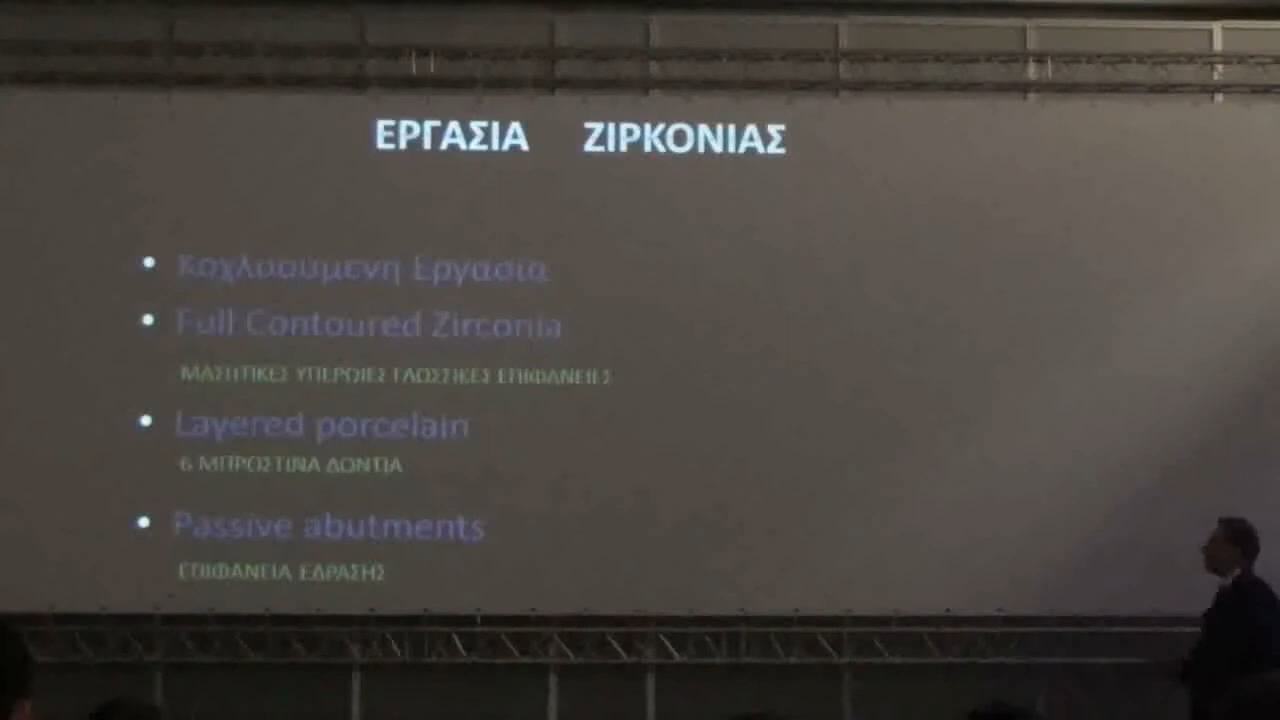 ΕΡΓΑΣΙΑ ΖΙΡΚΟΝΙΑΣ
• Κοχλιούμενη Εργασία
• Full Contoured Zirconia
ΜΑΣΗΤΙΚΕΣ ΥΠΕΡΩΙΕΣ ΓΛΩΣΣΙΚΕΣ ΕΠΙΦΑΝΕΙΕΣ
• Layered porcelain
6 ΜΠΡΟΣΤΙΝΑ ΔΟΝΤΙΑ
• Passive abutments
ΕΠΙΦΑΝΕΙΑ ΕΔΡΑΣΗΣ